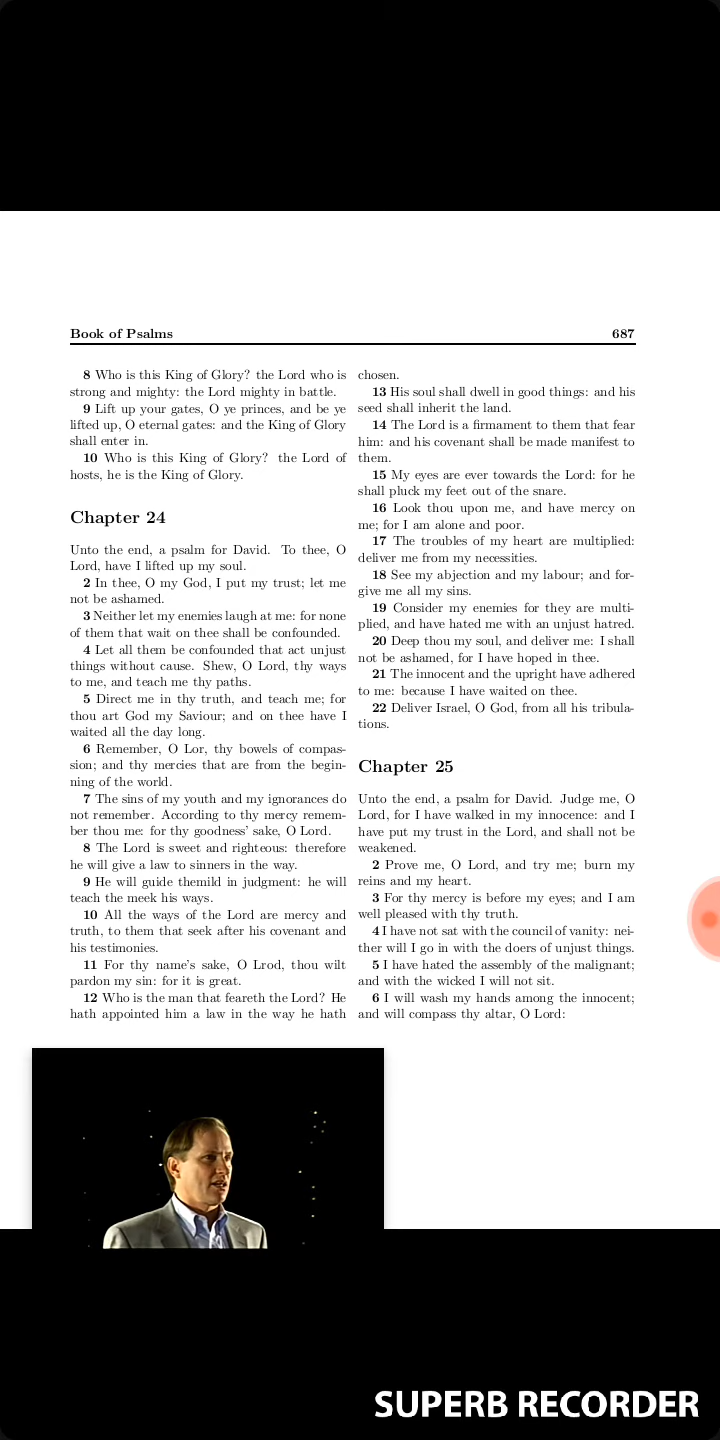 Book of Psalms 687
8 Who is this King of Glory? the Lord who is
strong and mighty: the Lord mighty in battle.
9 Lift up your gates, O ye princes, and be ye
lifted up, O eternal gates: and the King of Glory
shall enter in.
10 Who is this King of Glory? the Lord of
hosts, he is the King of Glory.
Chapter 24
Unto the end, a psalm for David. To thee, O
Lord, have I lifted up my soul.
2 In thee, O my God, I put my trust; let me
not be ashamed.
3 Neither let my enemies laugh at me: for none
of them that wait on thee shall be confounded.
4 Let all them be confounded that act unjust
things without cause. Shew, O Lord, thy ways
to me, and teach me thy paths.
5 Direct me in thy truth, and teach me; for
thou art God my Saviour; and on thee have I
waited all the day long.
6 Remember, O Lor, thy bowels of compas-
sion; and thy mercies that are from the begin-
ning of the world.
7 The sins of my youth and my ignorances do
not remember. According to thy mercy remem-
ber thou me: for thy goodness' sake, O Lord.
8 The Lord is sweet and righteous: therefore
he will give a law to sinners in the way.
9 He will guide themild in judgment: he will
teach the meek his ways.
10 All the ways of the Lord are mercy and
truth, to them that seek after his covenant and
his testimonies.
11 For thy name's sake, O Lrod, thou wilt
pardon my sin: for it is great.
12 Who is the man that feareth the Lord? He
hath appointed him a law in the way he hath
chosen.
13 His soul shall dwell in good things: and his
seed shall inherit the land.
14 The Lord is a firmament to them that fear
him: and his covenant shall be made manifest to
them.
15 My eyes are ever towards the Lord: for he
shall pluck my feet out of the snare.
16 Look thou upon me, and have mercy on
me; for I am alone and poor.
17 The troubles of my heart are multiplied:
deliver me from my necessities.
18 See my abjection and my labour; and for-
give me all my sins.
19 Consider my enemies for they are multi-
plied, and have hated me with an unjust hatred.
20 Deep thou my soul, and deliver me: I shall
not be ashamed, for I have hoped in thee.
21 The innocent and the upright have adhered
to me: because I have waited on thee.
22 Deliver Israel, O God, from all his tribula-
tions.
Chapter 25
Unto the end, a psalm for David. Judge me, O
Lord, for I have walked in my innocence: and I
have put my trust in the Lord, and shall not be
weakened.
2 Prove me, O Lord, and try me; burn my
reins and my heart.
3 For thy mercy is before my eyes; and I am
well pleased with thy truth.
4 I have not sat with the council of vanity: nei-
ther will I go in with the doers of unjust things.
5 I have hated the assembly of the malignant;
and with the wicked I will not sit.
6 I will wash my hands among the innocent;
and will compass thy altar, O Lord:
SUPERB RECORDER